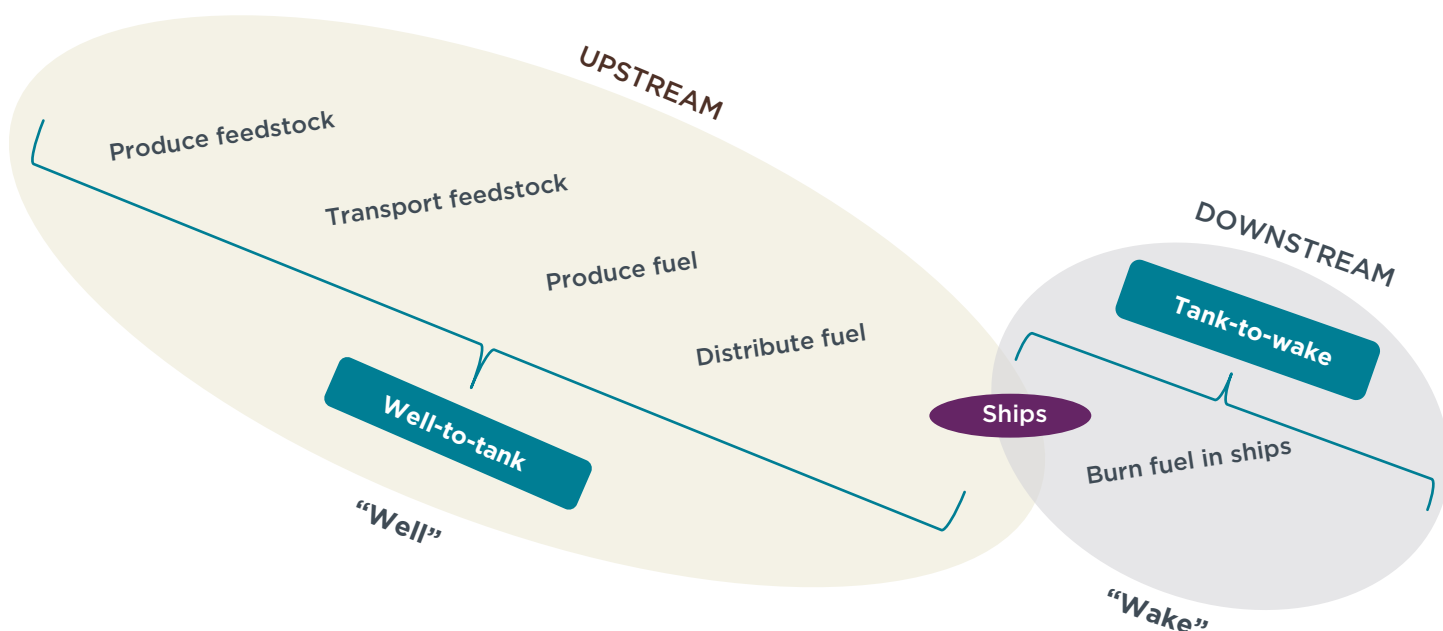 UPSTREAM
Produce feedstock
Transport feedstock
Produce fuel
Distribute fuel
Well-to-tank
“Well”
Ships
DOWNSTREAM
Tank-to-wake
Burn fuel in ships
“Wake”